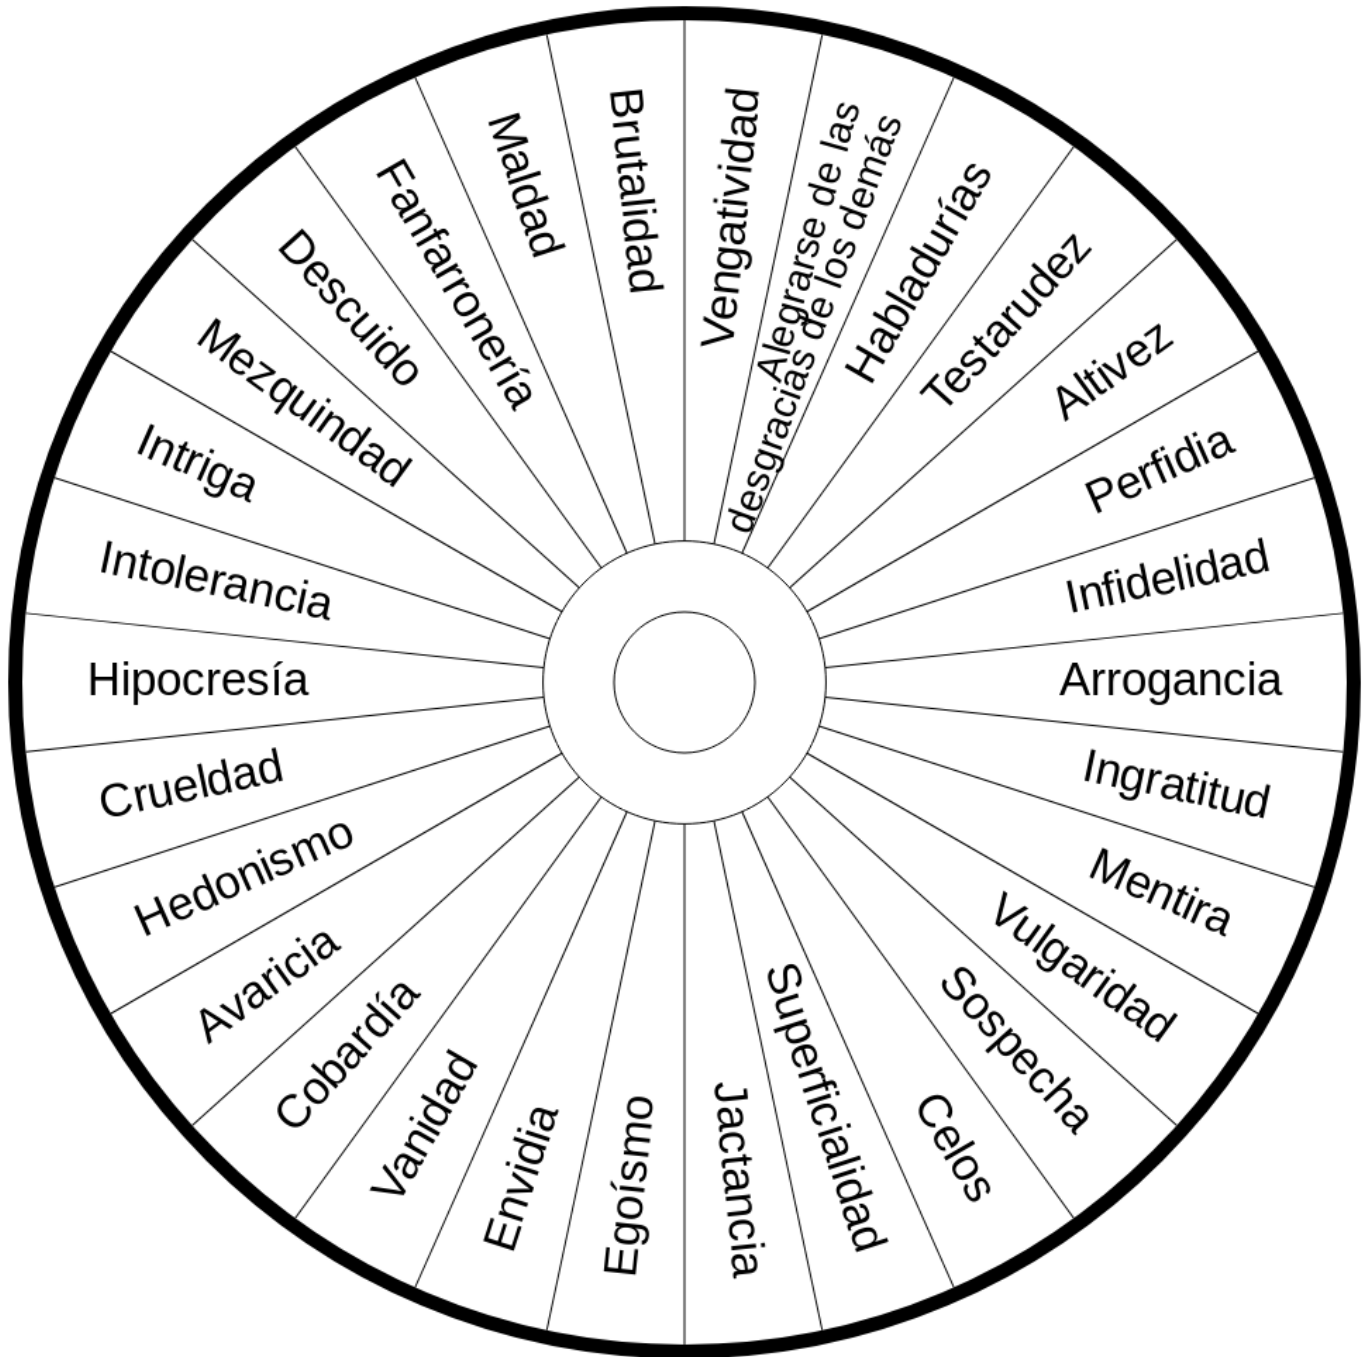 Vengatividad
Alegrarse de las
desgracias de los demás
Habladurías
Testarudez
Altivez
Perfidia
Infidelidad
Arrogancia
Ingratitud
Mentira
Vulgaridad
Sospecha
Celos
Superficialidad
Jactancia
Egoísmo
Envidia
Vanidad
Cobardía
Avaricia
Hedonismo
Crueldad
Hipocresía
Intolerancia
Intriga
Mezquindad
Descuido
Fanfarronería
Maldad
Brutalidad